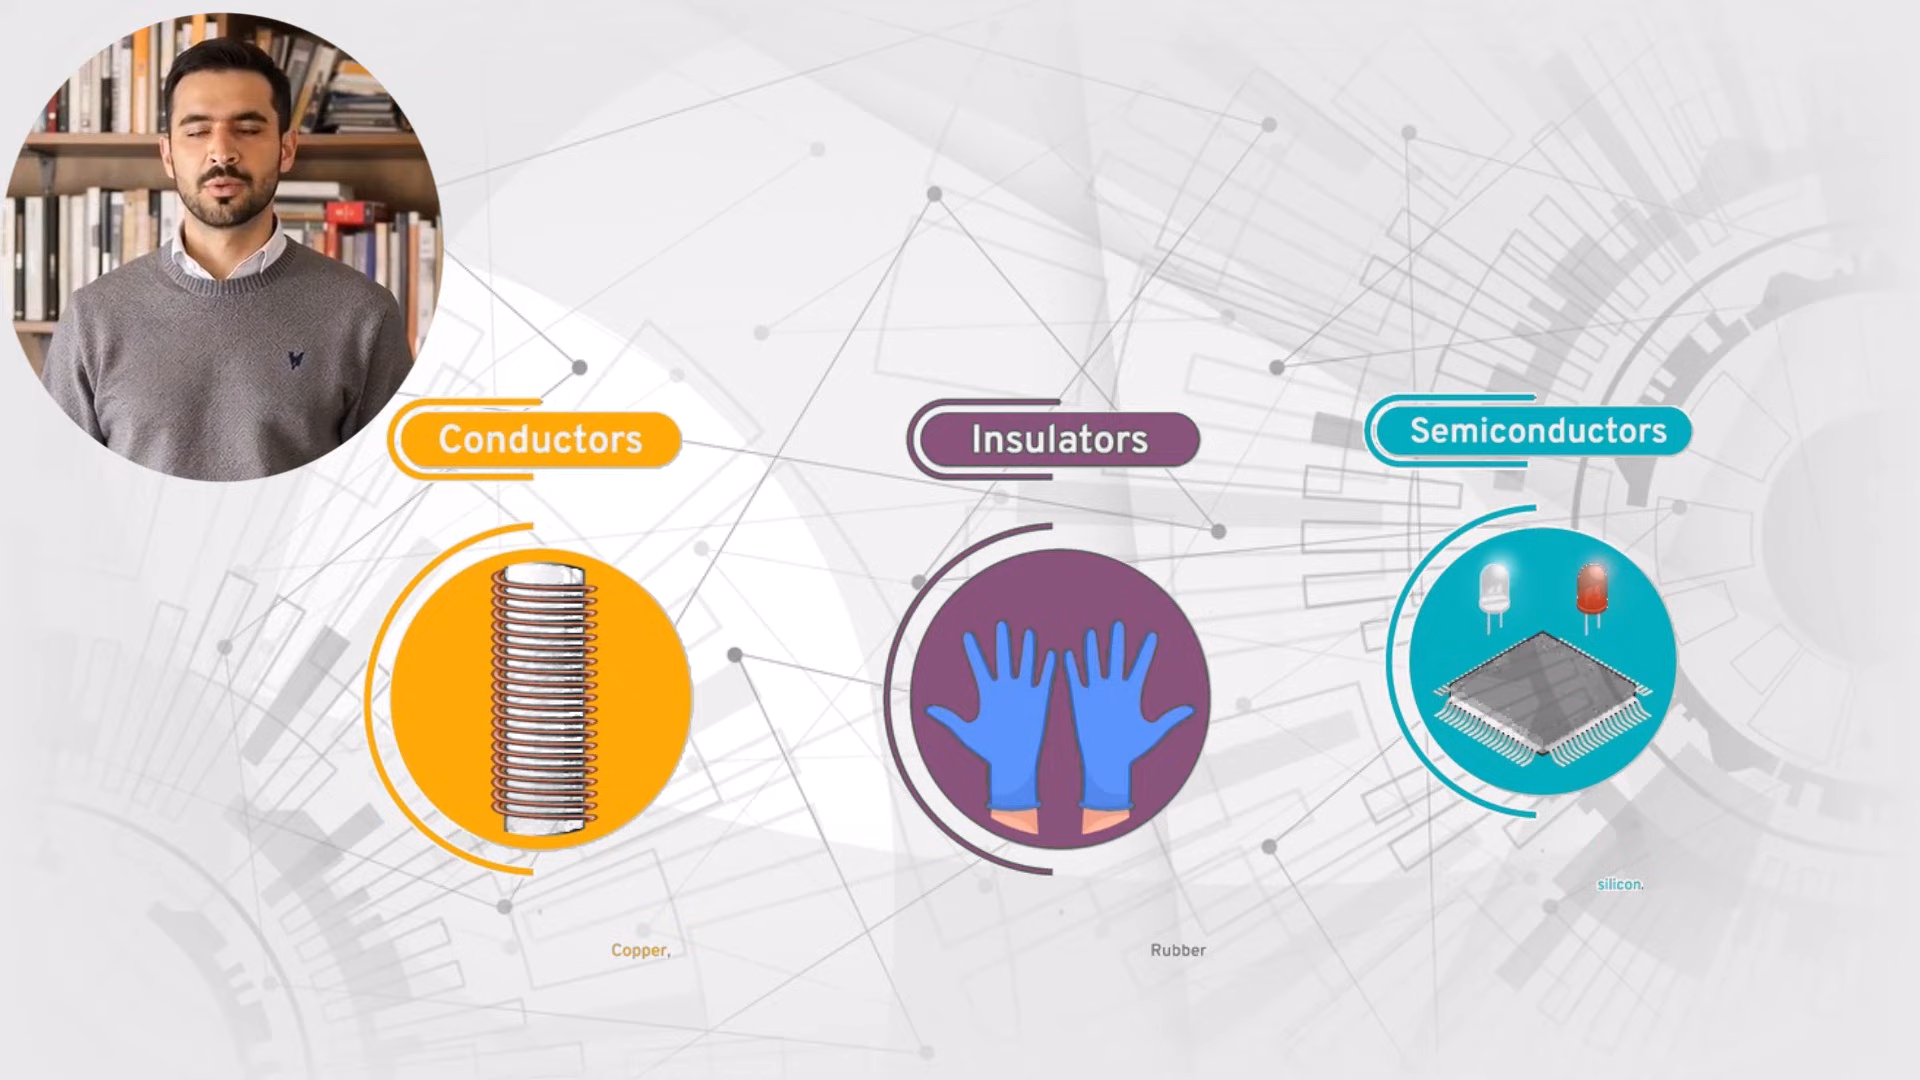 Conductors
Insulators
Semiconductors
silicon.
Copper,
Rubber